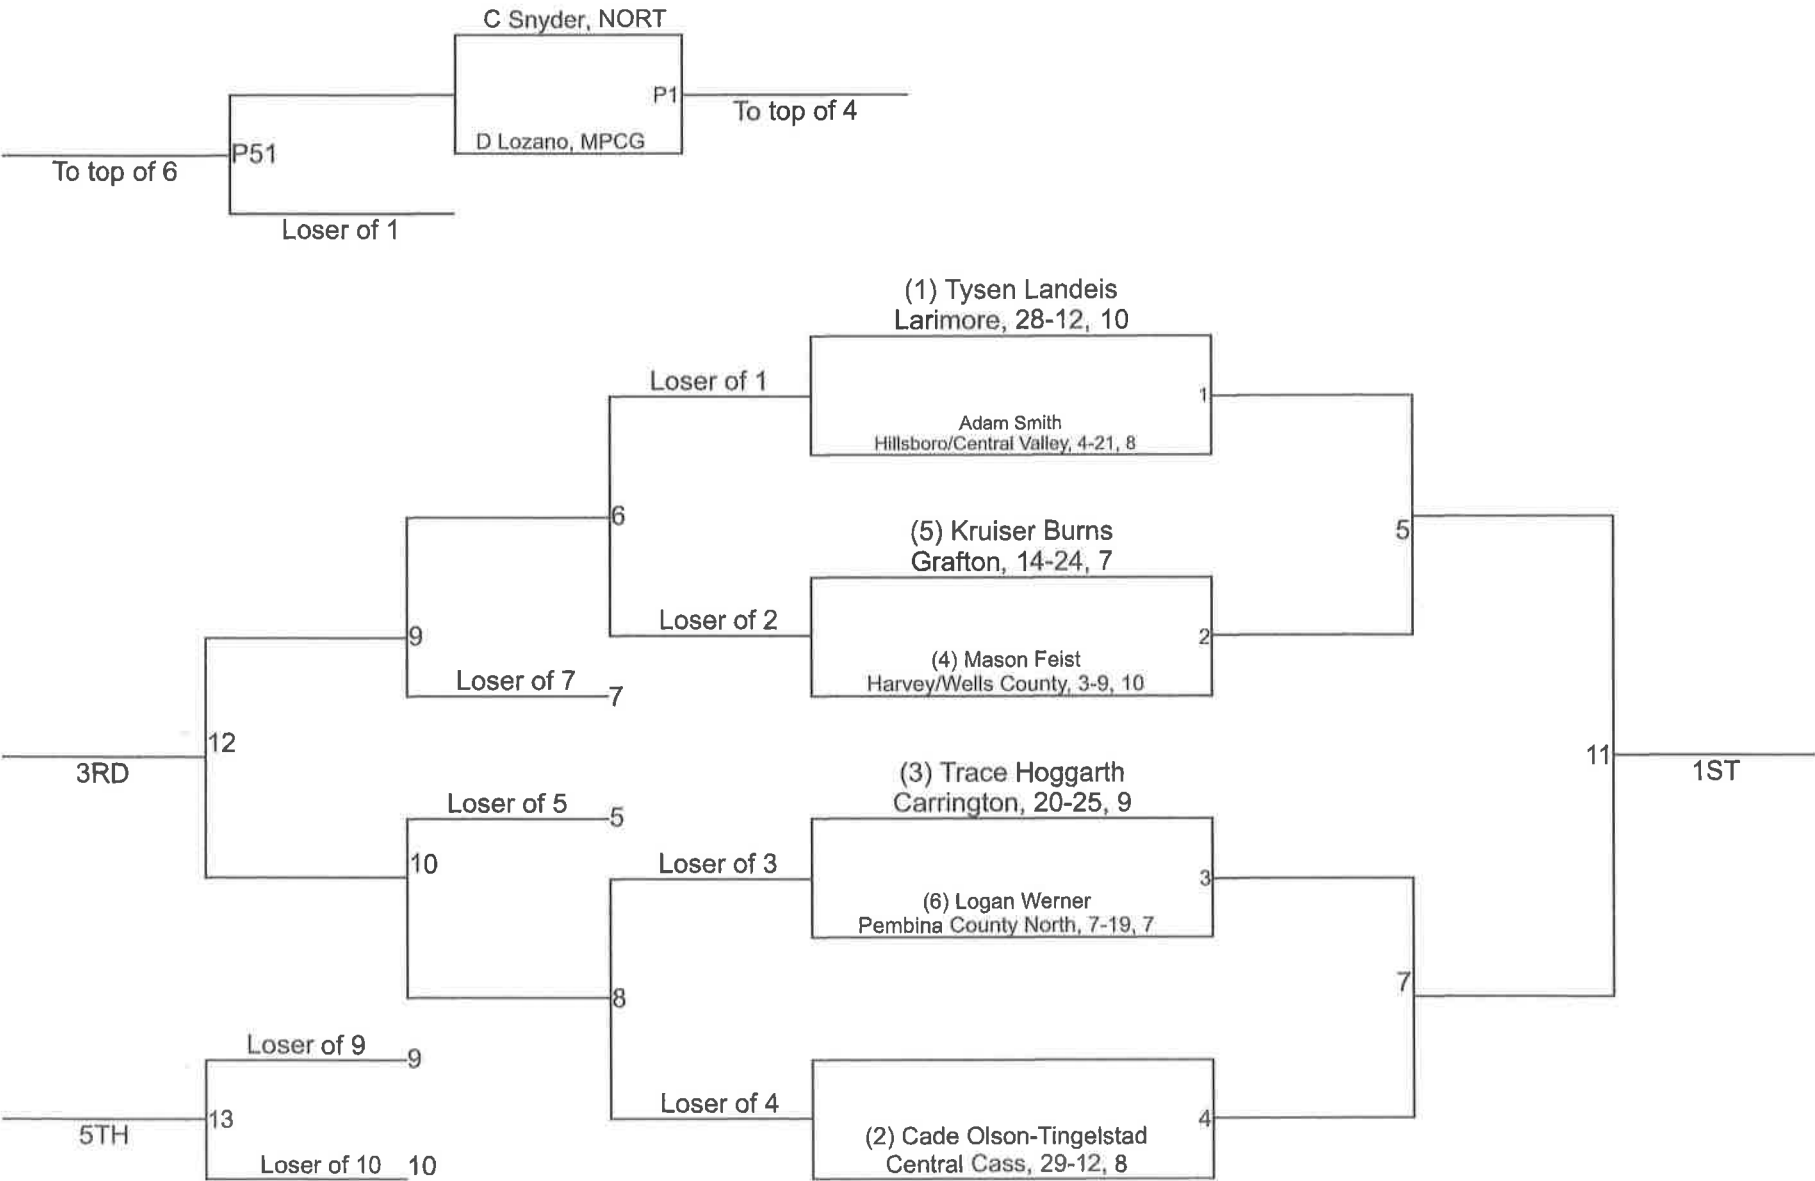 C Snyder, NORT
P1
To top of 4
D Lozano, MPCG
P51
To top of 6
Loser of 1
(1) Tysen Landeis
Larimore, 28-12, 10
Loser of 1
1
Adam Smith
Hillsboro/Central Valley, 4-21, 8
6
5
(5) Kruiser Burns
Grafton, 14-24, 7
Loser of 2
2
9
(4) Mason Feist
Harvey/Wells County, 3-9, 10
Loser of 7
7
12
11
3RD
1ST
(3) Trace Hoggarth
Carrington, 20-25, 9
Loser of 5
5
10
Loser of 3
3
(6) Logan Werner
Pembina County North, 7-19, 7
8
7
Loser of 9
9
Loser of 4
4
13
5TH
(2) Cade Olson-Tingelstad
Central Cass, 29-12, 8
Loser of 10
10